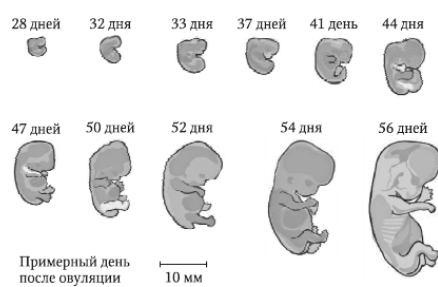 28 дней 32 дня 33 дня 37 дней 41 день 44 дня
47 дней 50 дней 52 дня 54 дня 56 дней
Примерный день
после овуляции
10 мм